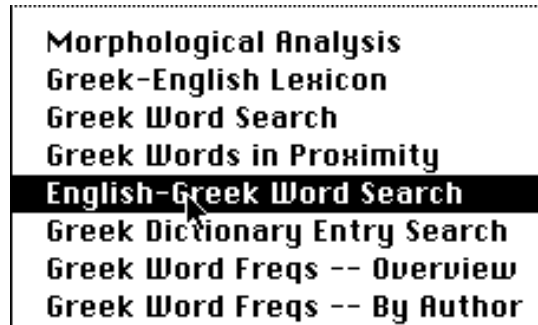 Morphological Analysis
Greek-English Lexicon
Greek Word Search
Greek Words in Proximity
English-Greek Word Search
Greek Dictionary Entry Search
Greek Word Freqs -- Overview
Greek Word Freqs -- By Author